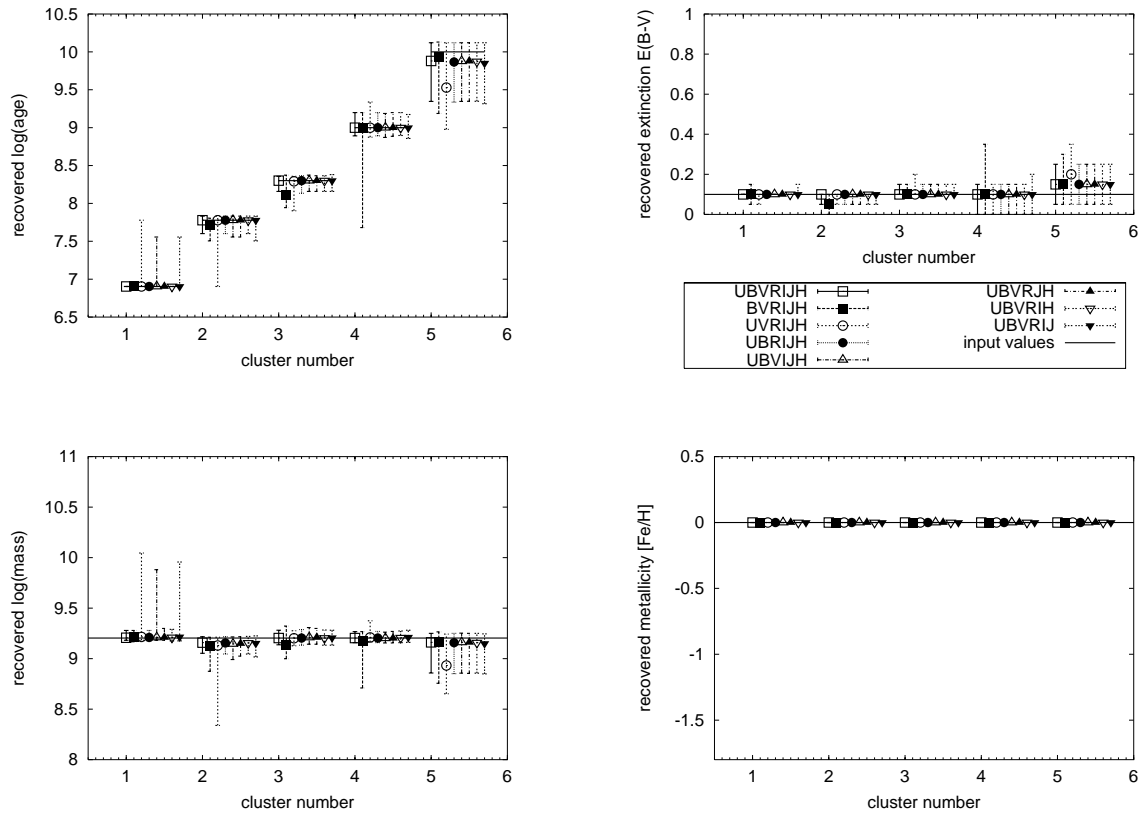 recovered log(age)
10
9.5
9
8.5
8
7.5
7
6.5
1 2 3 4 5 6
cluster number
recovered extinction E(B-V)
1
0.8
0.6
0.4
0.2
0
1 2 3 4 5 6
cluster number
UBVRIJH
BVRIJH
UVRIJH
UBRIJH
UBVIJH
UBVRJH
UBVRIH
UBVRIJ
input values
recovered log(mass)
11
10.5
10
9.5
9
8.5
8
1 2 3 4 5 6
cluster number
recovered metallicity [Fe/H]
0.5
0
-0.5
-1
-1.5
1 2 3 4 5 6
cluster number